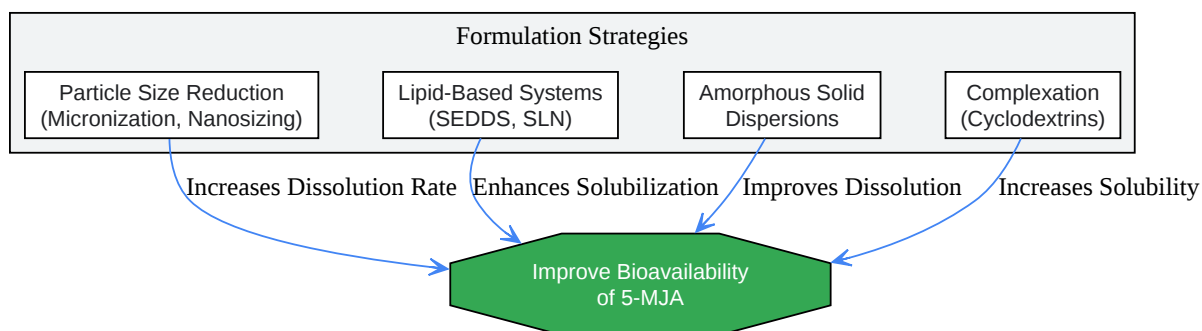 Formulation Strategies
Particle Size Reduction
(Micronization, Nanosizing)
Lipid-Based Systems
(SEDDS, SLN)
Amorphous Solid
Dispersions
Complexation
(Cyclodextrins)
Increases Dissolution Rate
Enhances Solubilization
Improves Dissolution
Increases Solubility
Improve Bioavailability
of 5-MJA